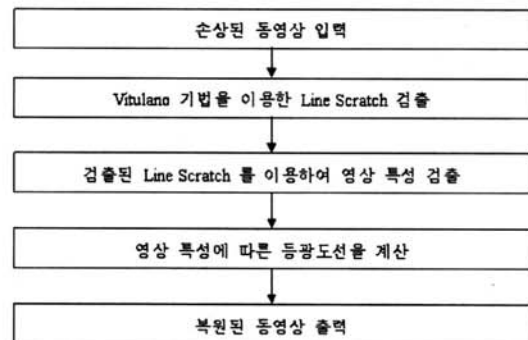 손상된 동영상 입력
Vitulano 기법을 이용한 Line Scratch 검출
검출된 Line Scratch 를 이용하여 영상 특성 검출
영상 특성에 따른 등광도선을 계산
복원된 동영상 출력